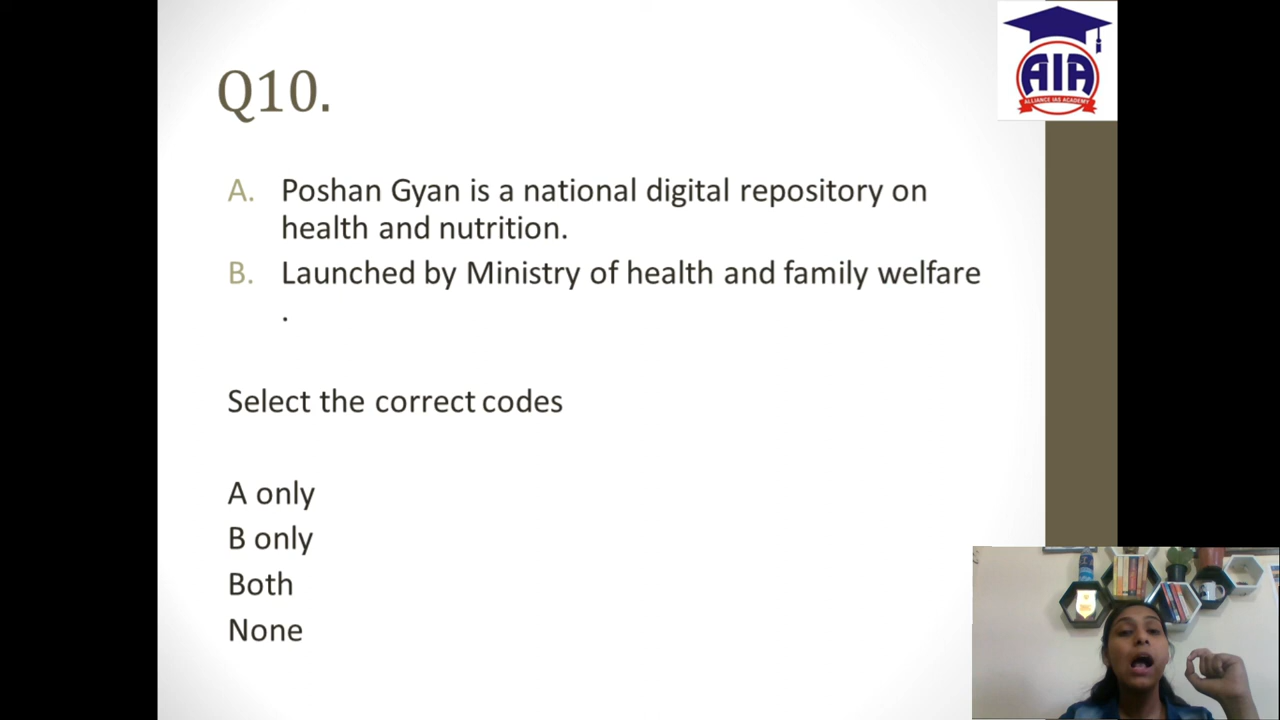 AIA
ALLIANCE IAS ACADEMY
Q10.
A. Poshan Gyan is a national digital repository on
health and nutrition.
B. Launched by Ministry of health and family welfare
.
Select the correct codes
A only
B only
Both
None